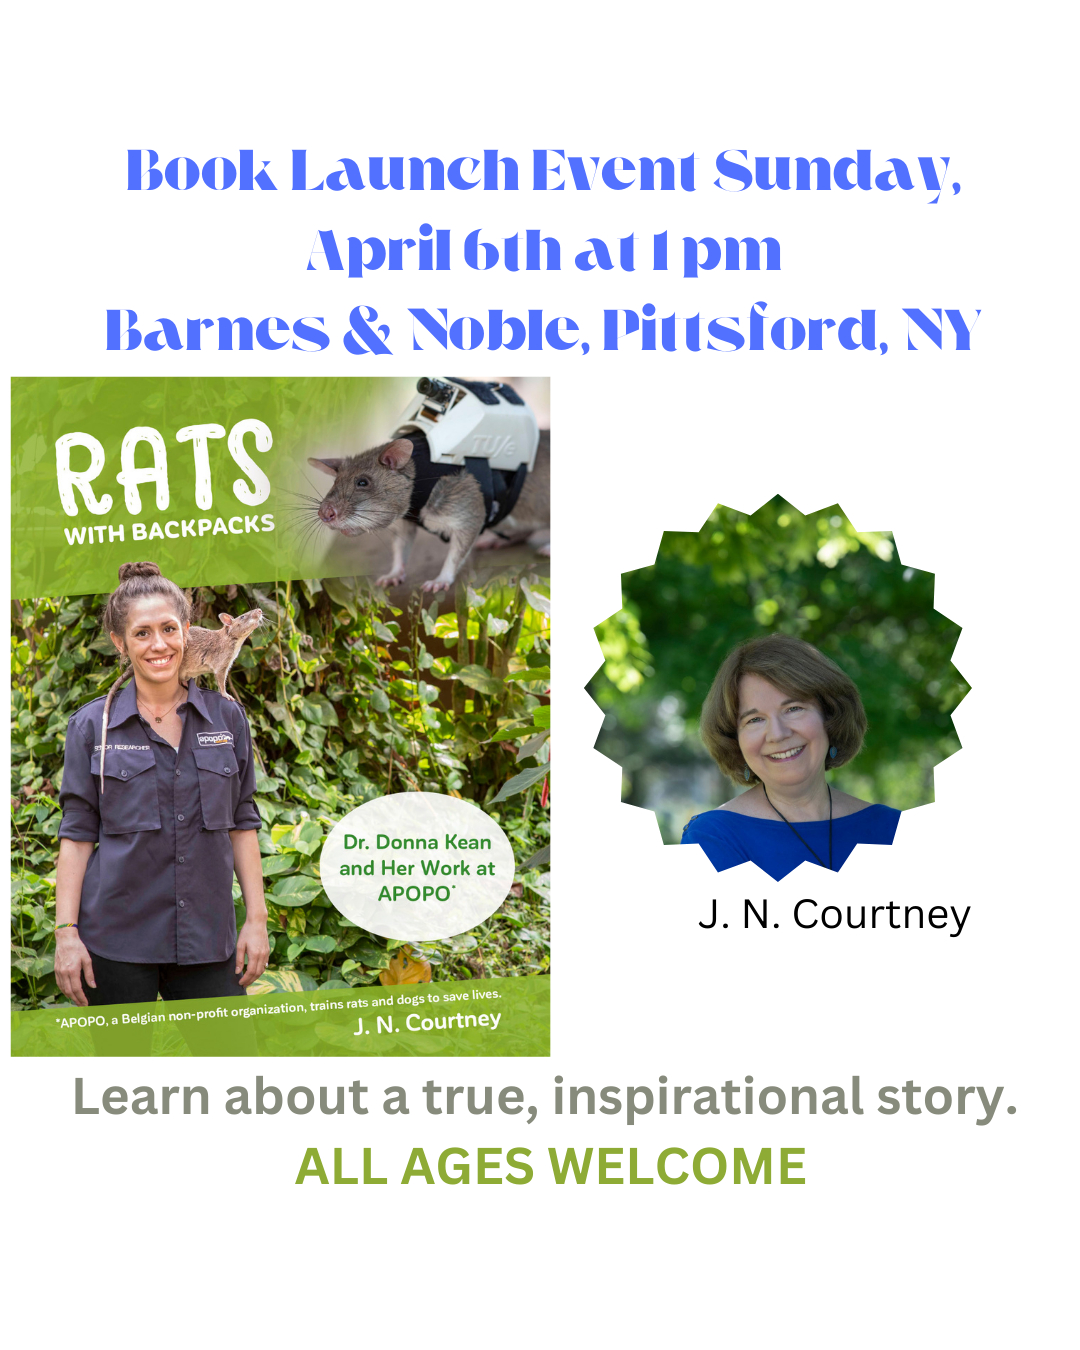 Book Launch Event Sunday,
April 6th at 1 pm
Barnes & Noble, Pittsford, NY
RATS
WITH BACKPACKS
TU/e
apopo
Dr. Donna Kean
and Her Work at
APOPO*
*APOPO, a Belgian non-profit organization, trains rats and dogs to save lives.
J. N. Courtney
J. N. Courtney
Learn about a true, inspirational story.
ALL AGES WELCOME